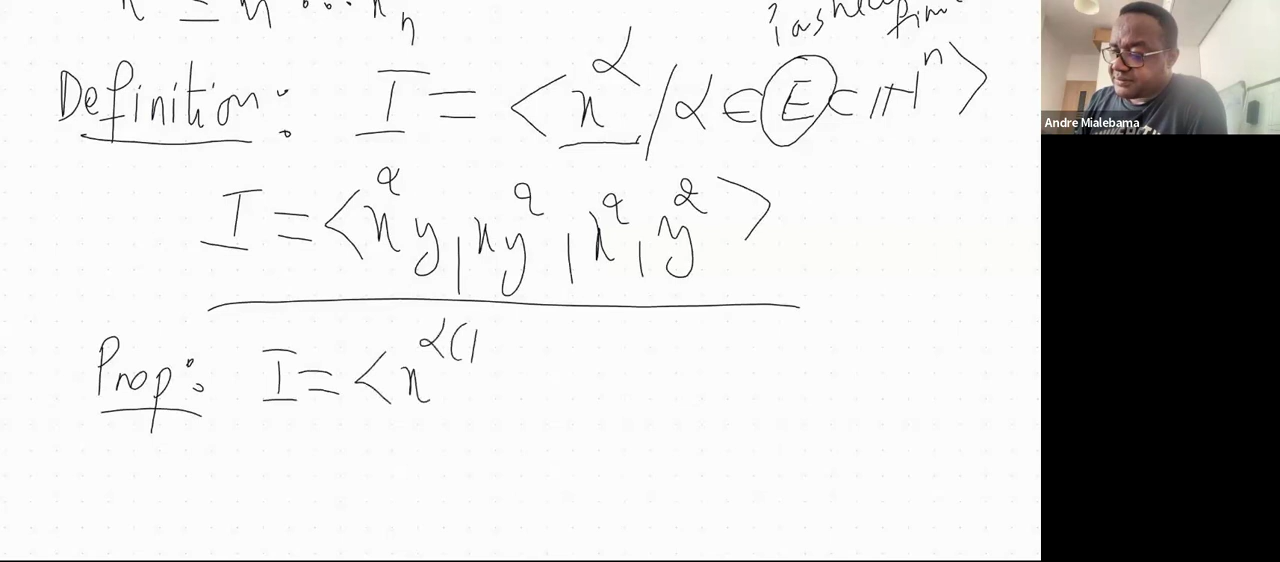 Definition: I = <x^α / α ∈ E ⊂ ℕ^n>
I = <x^2 y, x y^2, x^2, y^2>
Prop: I = <x^α(1
Andre Mialebama